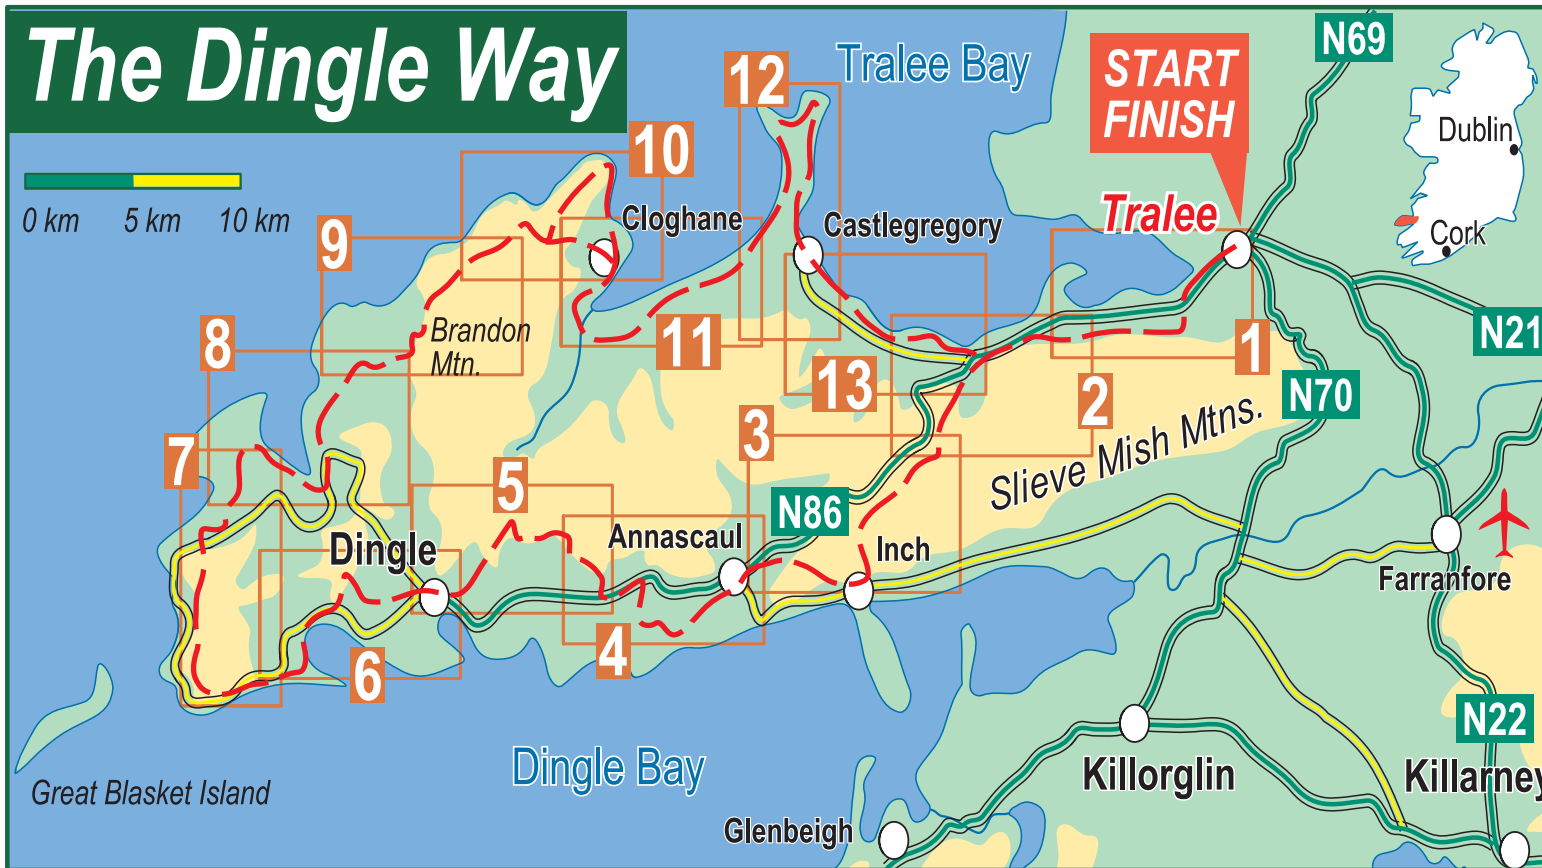 The Dingle Way
0 km
5 km
10 km
Tralee Bay
START
FINISH
N69
Dublin
Cork
12
10
Cloghane
Castlegregory
Tralee
9
8
Brandon
Mtn.
11
13
2
1
N21
N70
Slieve Mish Mtns.
7
3
5
N86
Annascaul
Inch
Dingle
Farranfore
4
6
N22
Dingle Bay
Great Blasket Island
Killorglin
Killarney
Glenbeigh